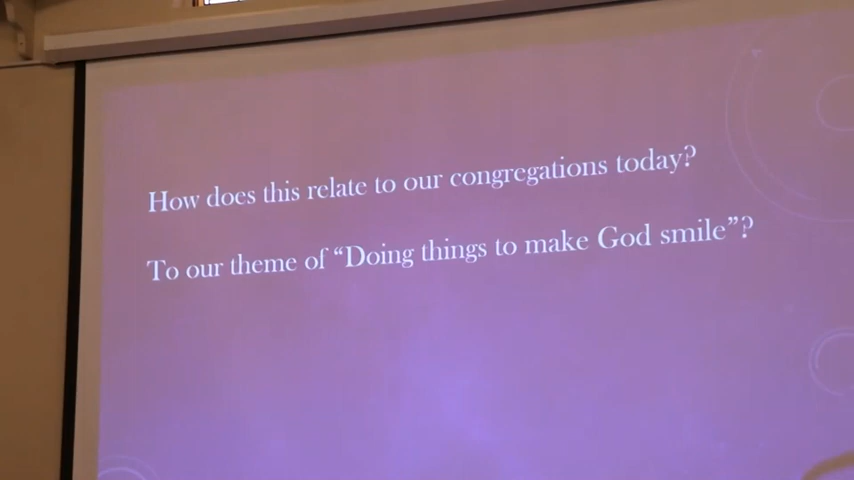 How does this relate to our congregations today?
To our theme of “Doing things to make God smile”?